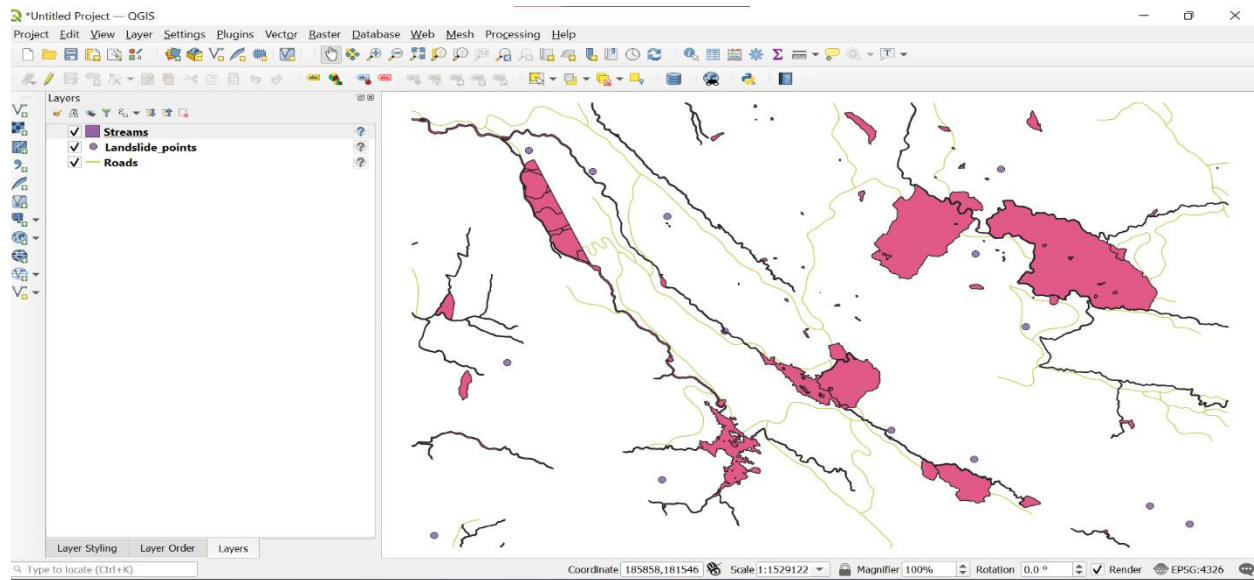 *Untitled Project — QGIS
Project Edit View Layer Settings Plugins Vector Raster Database Web Mesh Processing Help
Layers
Streams
Landslide_points
Roads
Layer Styling Layer Order Layers
Type to locate (Ctrl+K) Coordinate 185858,181546 Scale 1:1529122 Magnifier 100% Rotation 0.0 ° Render EPSG:4326